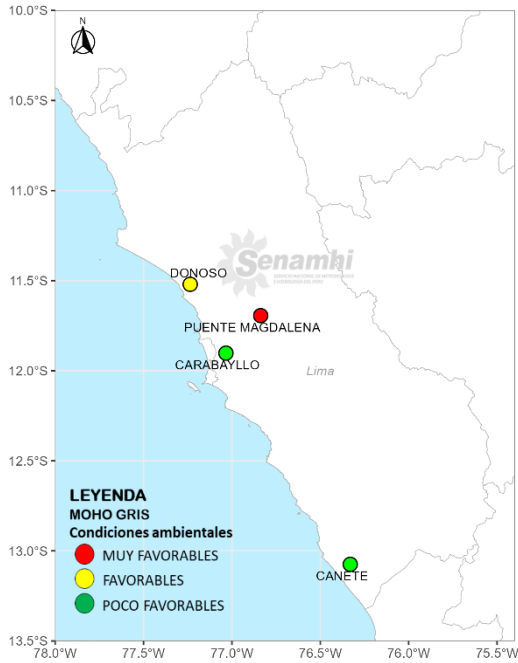 N
10.0°S
10.5°S
11.0°S
11.5°S
12.0°S
12.5°S
13.0°S
13.5°S
Senamhi
DONOSO
PUENTE MAGDALENA
CARABAYLLO
Lima
CAÑETE
LEYENDA
MOHO GRIS
Condiciones ambientales
MUY FAVORABLES
FAVORABLES
POCO FAVORABLES
78.0°W 77.5°W 77.0°W 76.5°W 76.0°W 75.5°W